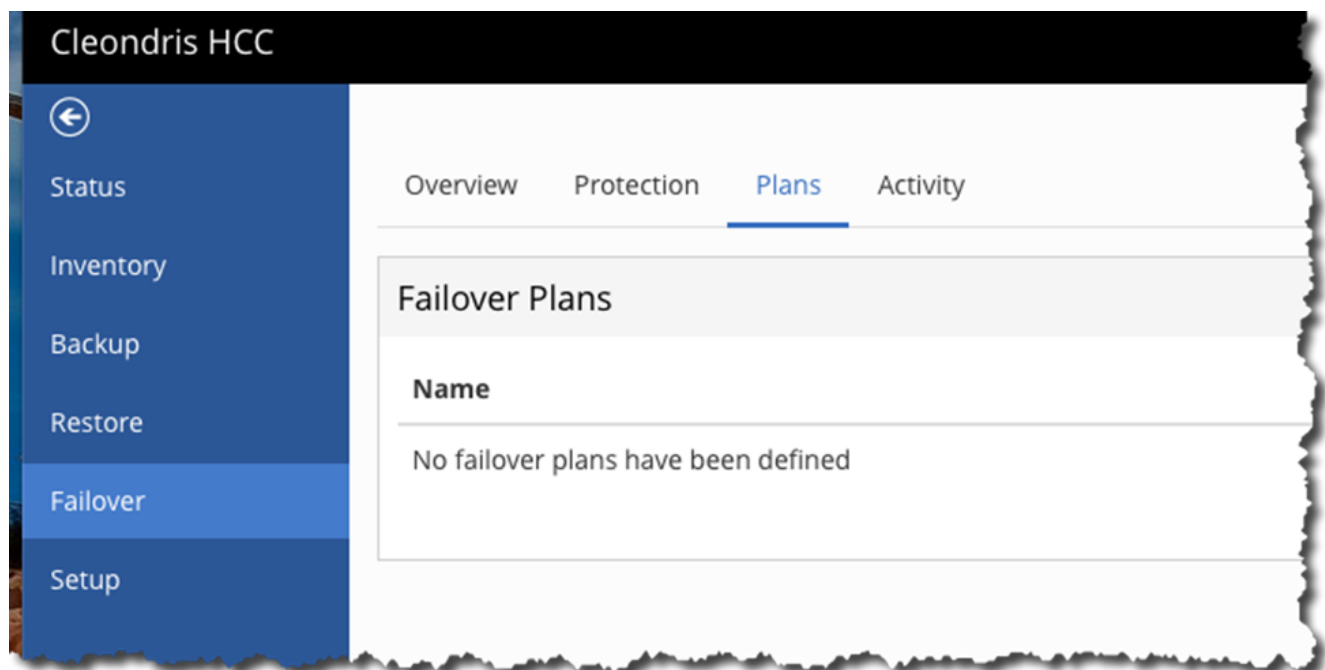 Cleondris HCC
Status
Inventory
Backup
Restore
Failover
Setup
Overview Protection Plans Activity
Failover Plans
Name
No failover plans have been defined